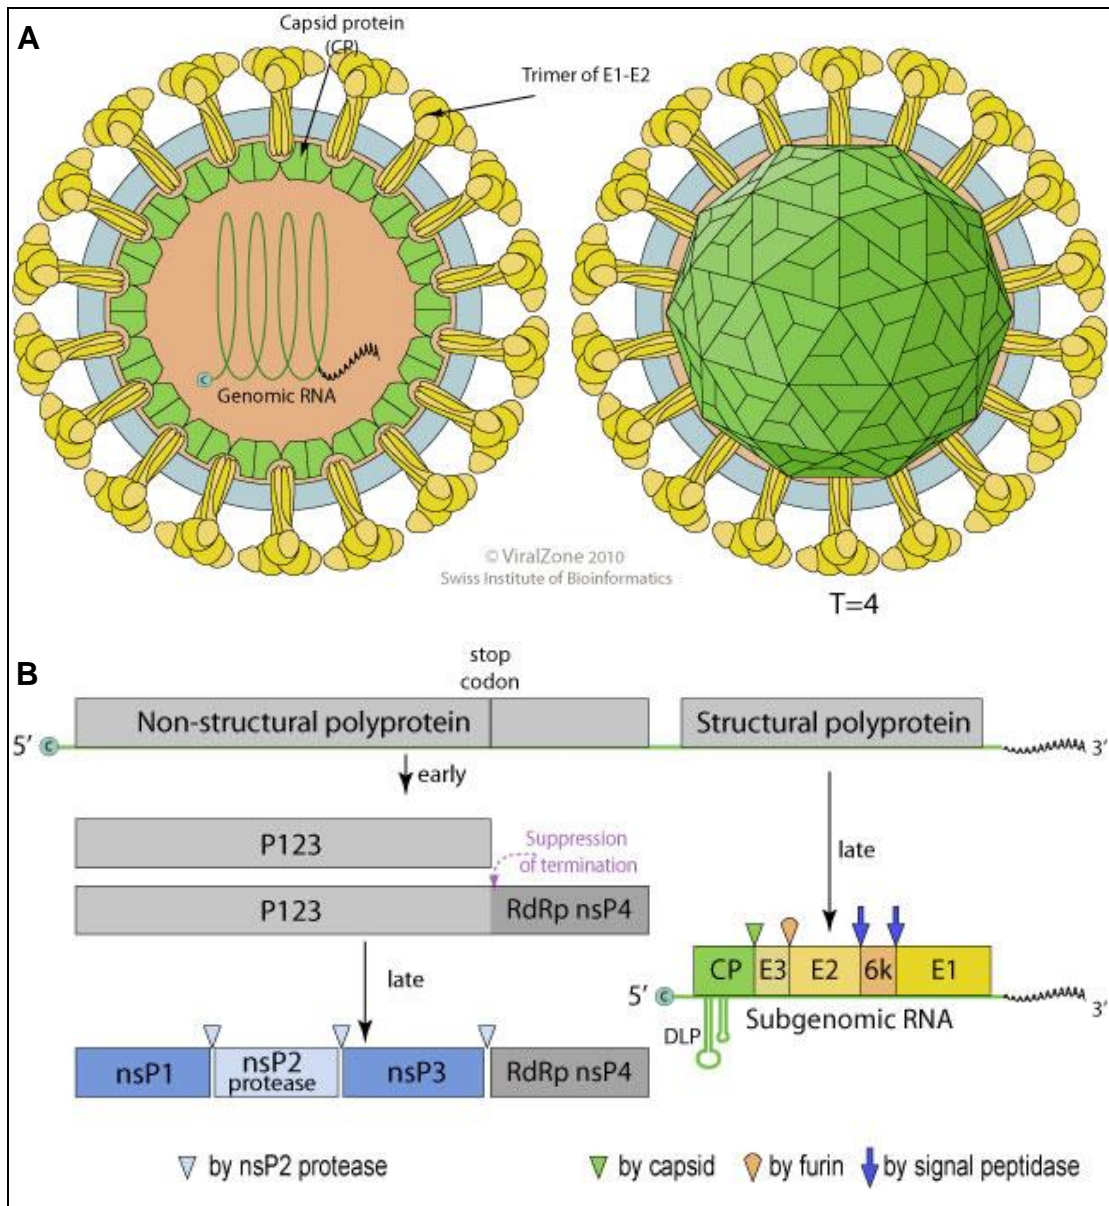 A
Capsid protein
(CP)
Trimer of E1-E2
C
Genomic RNA
© ViralZone 2010
Swiss Institute of Bioinformatics
T=4
B
stop
codon
Non-structural polyprotein
Structural polyprotein
5′ C
3′
early
P123
Suppression
of termination
P123
RdRp nsP4
late
late
CP E3 E2 6k E1
5′ C
3′
DLP
Subgenomic RNA
nsP1
nsP2
protease
nsP3
RdRp nsP4
by nsP2 protease
by capsid
by furin
by signal peptidase